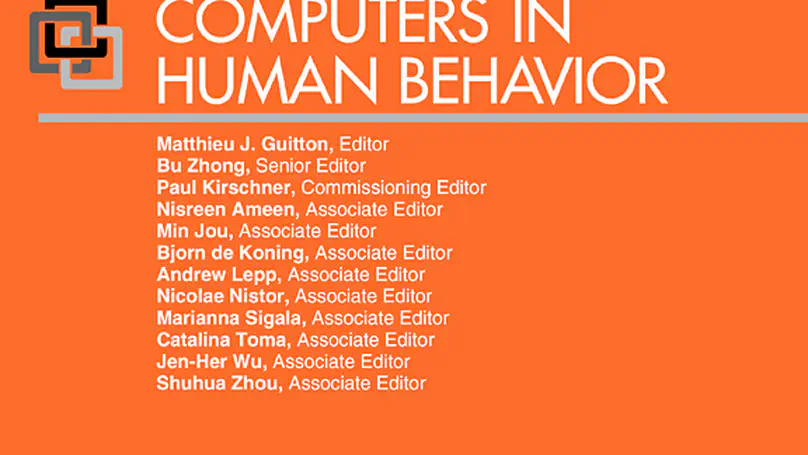 COMPUTERS IN
HUMAN BEHAVIOR
Matthieu J. Guitton, Editor
Bu Zhong, Senior Editor
Paul Kirschner, Commissioning Editor
Nisreen Ameen, Associate Editor
Min Jou, Associate Editor
Bjorn de Koning, Associate Editor
Andrew Lepp, Associate Editor
Nicolae Nistor, Associate Editor
Marianna Sigala, Associate Editor
Catalina Toma, Associate Editor
Jen-Her Wu, Associate Editor
Shuhua Zhou, Associate Editor